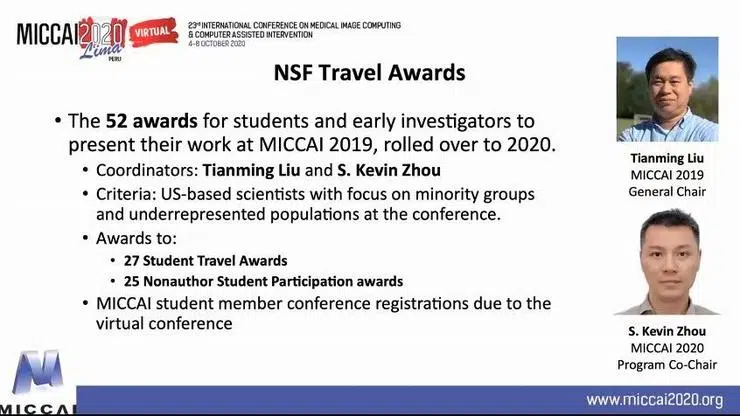 MICCAI 2020
Lima
PERU
VIRTUAL
23rd INTERNATIONAL CONFERENCE ON MEDICAL IMAGE COMPUTING
& COMPUTER ASSISTED INTERVENTION
4-8 OCTOBER 2020
NSF Travel Awards
• The 52 awards for students and early investigators to
present their work at MICCAI 2019, rolled over to 2020.
• Coordinators: Tianming Liu and S. Kevin Zhou
• Criteria: US-based scientists with focus on minority groups
and underrepresented populations at the conference.
• Awards to:
• 27 Student Travel Awards
• 25 Nonauthor Student Participation awards
• MICCAI student member conference registrations due to the
virtual conference
Tianming Liu
MICCAI 2019
General Chair
S. Kevin Zhou
MICCAI 2020
Program Co-Chair
MICCAI
www.miccai2020.org